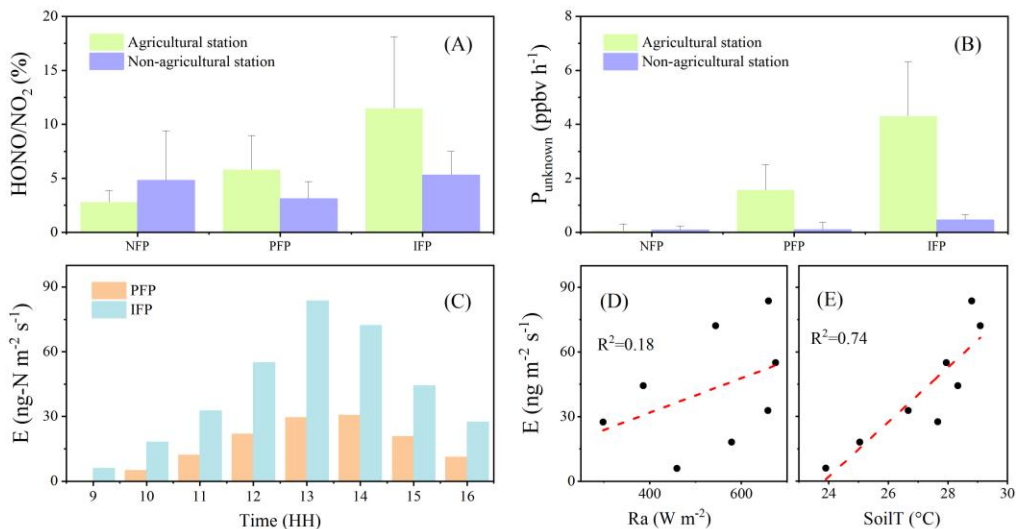 20
15
10
5
0
HONO/NO2 (%)
Agricultural station
Non-agricultural station
(A)
NFP
PFP
IFP
8
6
4
2
0
Punknown (ppbv h-1)
Agricultural station
Non-agricultural station
(B)
NFP
PFP
IFP
90
60
30
0
E (ng-N m-2 s-1)
PFP
IFP
(C)
9
10
11
12
13
14
15
16
Time (HH)
90
60
30
0
E (ng m-2 s-1)
(D)
R2=0.18
400
600
Ra (W m-2)
(E)
R2=0.74
24
26
28
30
SoilT (°C)